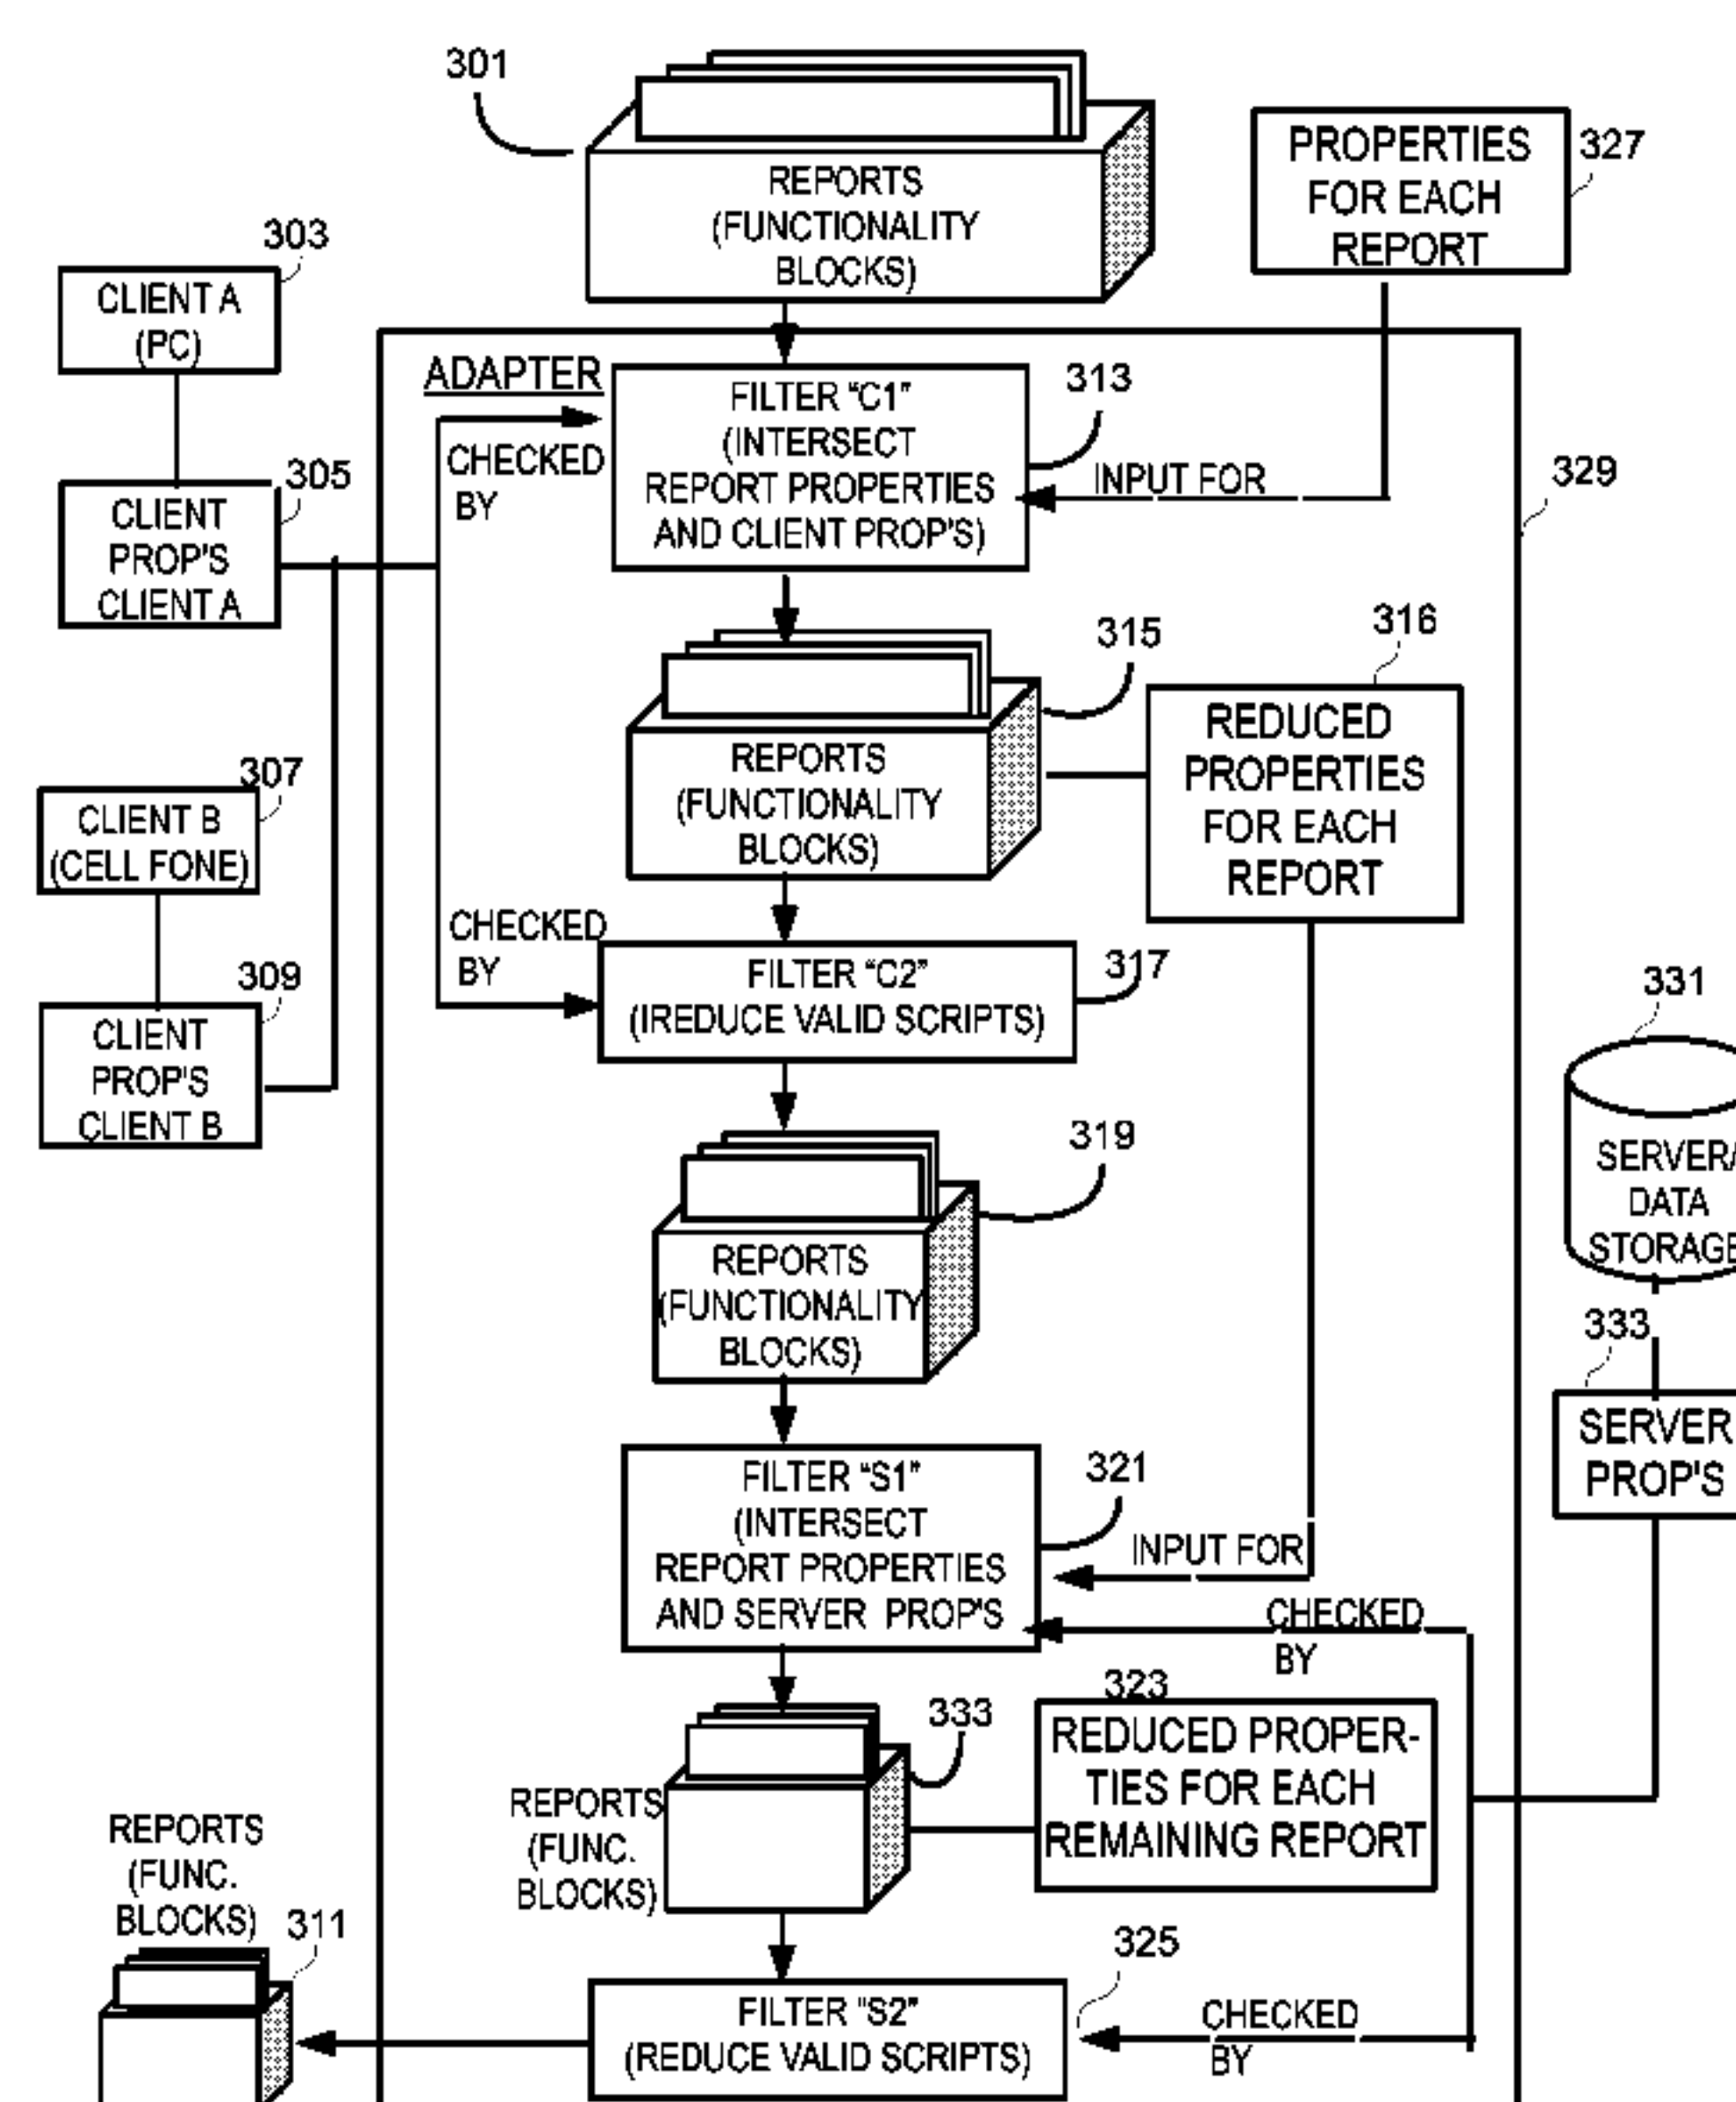 301
REPORTS
(FUNCTIONALITY
BLOCKS)
PROPERTIES
FOR EACH
REPORT
327
303
CLIENT A
(PC)
ADAPTER
FILTER "C1"
(INTERSECT
REPORT PROPERTIES
AND CLIENT PROP'S)
313
CHECKED
BY
INPUT FOR
329
305
CLIENT
PROP'S
CLIENT A
315
316
REPORTS
(FUNCTIONALITY
BLOCKS)
REDUCED
PROPERTIES
FOR EACH
REPORT
307
CLIENT B
(CELL FONE)
CHECKED
BY
FILTER "C2"
(IREDUCE VALID SCRIPTS)
317
309
CLIENT
PROP'S
CLIENT B
331
SERVER/
DATA
STORAGE
319
REPORTS
(FUNCTIONALITY
BLOCKS)
333
SERVER
PROP'S
FILTER "S1"
(INTERSECT
REPORT PROPERTIES
AND SERVER PROP'S
321
INPUT FOR
CHECKED
BY
323
333
REDUCED PROPER-
TIES FOR EACH
REMAINING REPORT
REPORTS
(FUNC.
BLOCKS)
REPORTS
(FUNC.
BLOCKS)
311
325
FILTER "S2"
(REDUCE VALID SCRIPTS)
CHECKED
BY